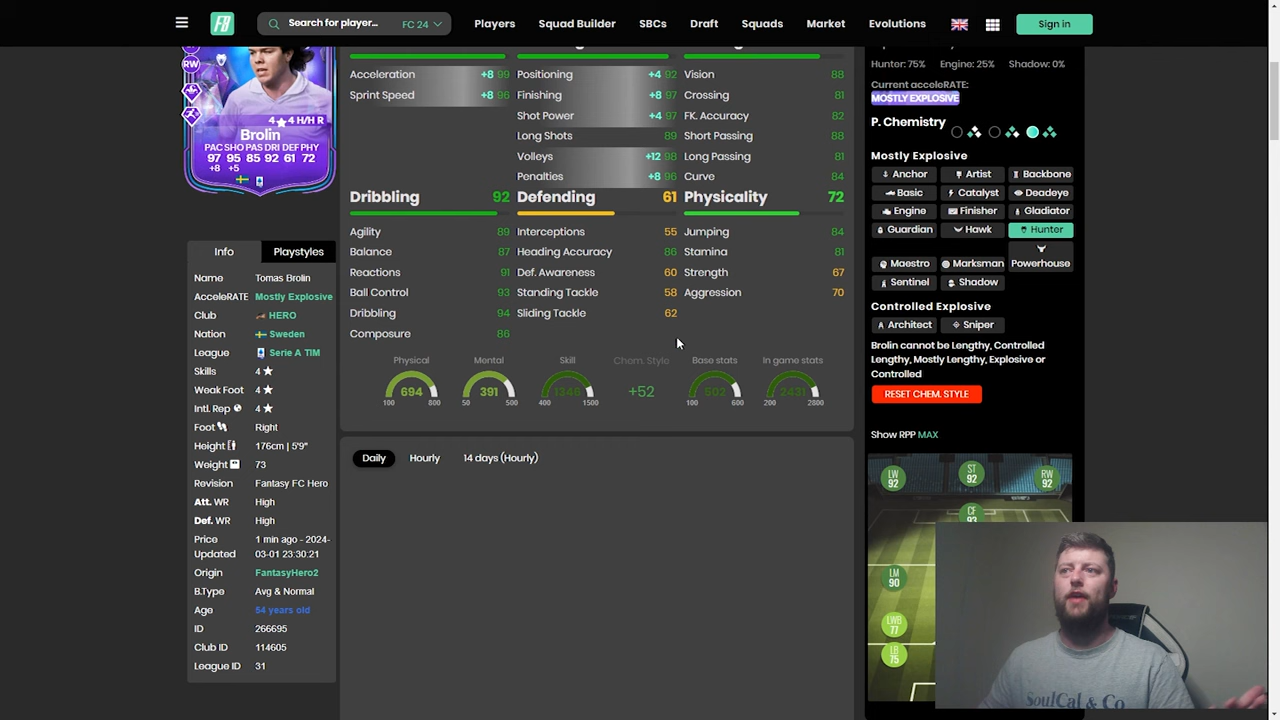 FB
Search for player...
FC 24
Players
Squad Builder
SBCs
Draft
Squads
Market
Evolutions
Sign in
RW
4★4 H/H R
Brolin
PAC SHO PAS DRI DEF PHY
97 95 85 92 61 72
+8 +5
Acceleration +8 99
Sprint Speed +8 96
Positioning +4 92
Finishing +8 97
Shot Power +4 97
Long Shots 89
Volleys +12 98
Penalties +8 96
Vision 88
Crossing 81
FK. Accuracy 82
Short Passing 88
Long Passing 81
Curve 84
Dribbling 92
Agility 89
Balance 87
Reactions 91
Ball Control 93
Dribbling 94
Composure 86
Defending 61
Interceptions 55
Heading Accuracy 86
Def. Awareness 60
Standing Tackle 58
Sliding Tackle 62
Physicality 72
Jumping 84
Stamina 81
Strength 67
Aggression 70
Physical
694
100 800
Mental
391
50 500
Skill
1346
400 1500
Chem. Style
+52
Base stats
502
100 600
In game stats
2431
200 2800
Daily
Hourly
14 days (Hourly)
Info
Playstyles
Name Tomas Brolin
AcceleRATE Mostly Explosive
Club HERO
Nation Sweden
League Serie A TIM
Skills 4 ★
Weak Foot 4 ★
Intl. Rep 4 ★
Foot Right
Height 176cm | 5'9"
Weight 73
Revision Fantasy FC Hero
Att. WR High
Def. WR High
Price Updated 1 min ago - 2024-03-01 23:30:21
Origin FantasyHero2
B.Type Avg & Normal
Age 54 years old
ID 266695
Club ID 114605
League ID 31
Hunter: 75% Engine: 25% Shadow: 0%
Current acceleRATE:
MOSTLY EXPLOSIVE
P. Chemistry
Mostly Explosive
Anchor
Artist
Backbone
Basic
Catalyst
Deadeye
Engine
Finisher
Gladiator
Guardian
Hawk
Hunter
Maestro
Marksman
Powerhouse
Sentinel
Shadow
Controlled Explosive
Architect
Sniper
Brolin cannot be Lengthy, Controlled
Lengthy, Mostly Lengthy, Explosive or
Controlled
RESET CHEM. STYLE
Show RPP MAX
LW
92
ST
92
RW
92
CF
93
LM
90
LWB
77
LB
75
SoulCal & Co